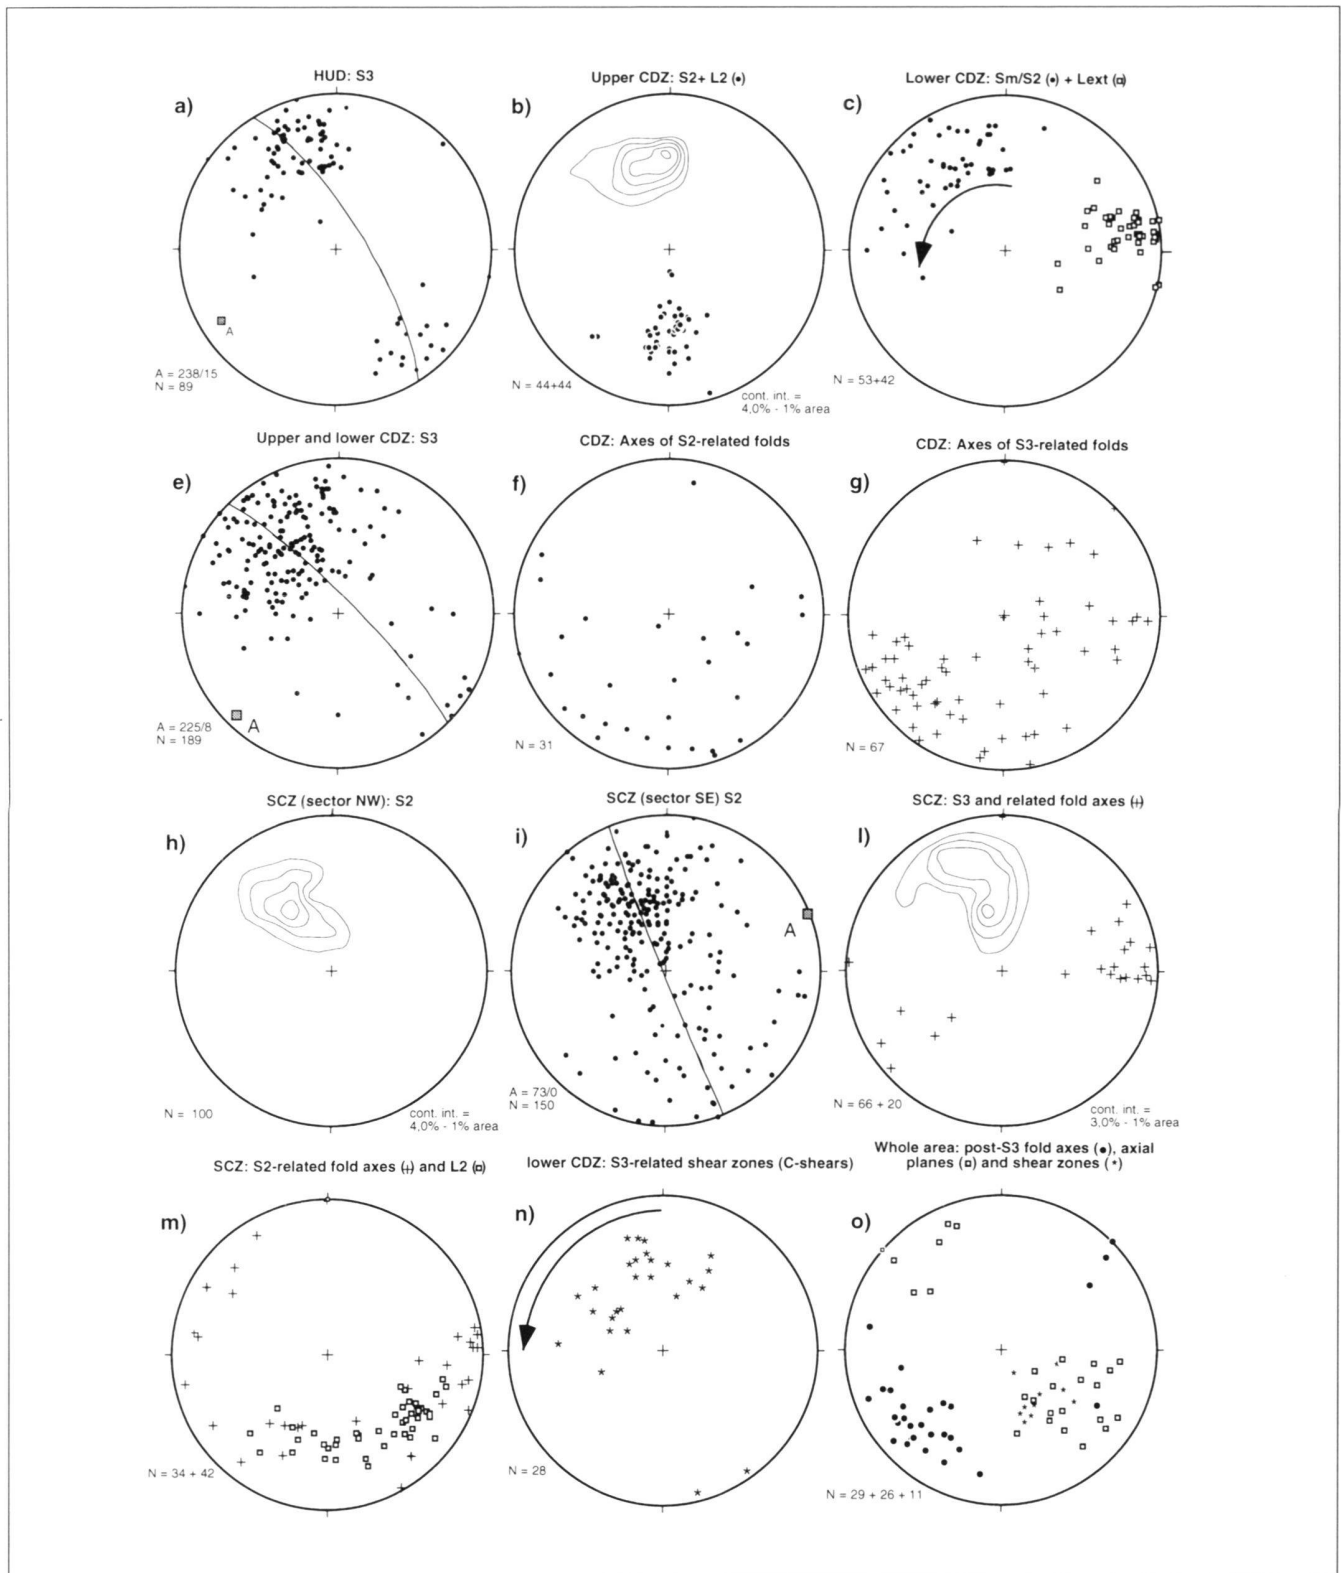 HUD: S3
a)
A
A = 238/15
N = 89
Upper CDZ: S2+ L2 (•)
b)
N = 44+44
cont. int. =
4,0% - 1% area
Lower CDZ: Sm/S2 (•) + Lext (□)
c)
N = 53+42
Upper and lower CDZ: S3
e)
A
A = 225/8
N = 189
CDZ: Axes of S2-related folds
f)
N = 31
CDZ: Axes of S3-related folds
g)
N = 67
SCZ (sector NW): S2
h)
N = 100
cont. int. =
4,0% - 1% area
SCZ (sector SE) S2
i)
A
A = 73/0
N = 150
SCZ: S3 and related fold axes (+)
l)
N = 66 + 20
cont. int. =
3,0% - 1% area
SCZ: S2-related fold axes (+) and L2 (□)
m)
N = 34 + 42
lower CDZ: S3-related shear zones (C-shears)
n)
N = 28
Whole area: post-S3 fold axes (•), axial
planes (□) and shear zones (*)
o)
N = 29 + 26 + 11